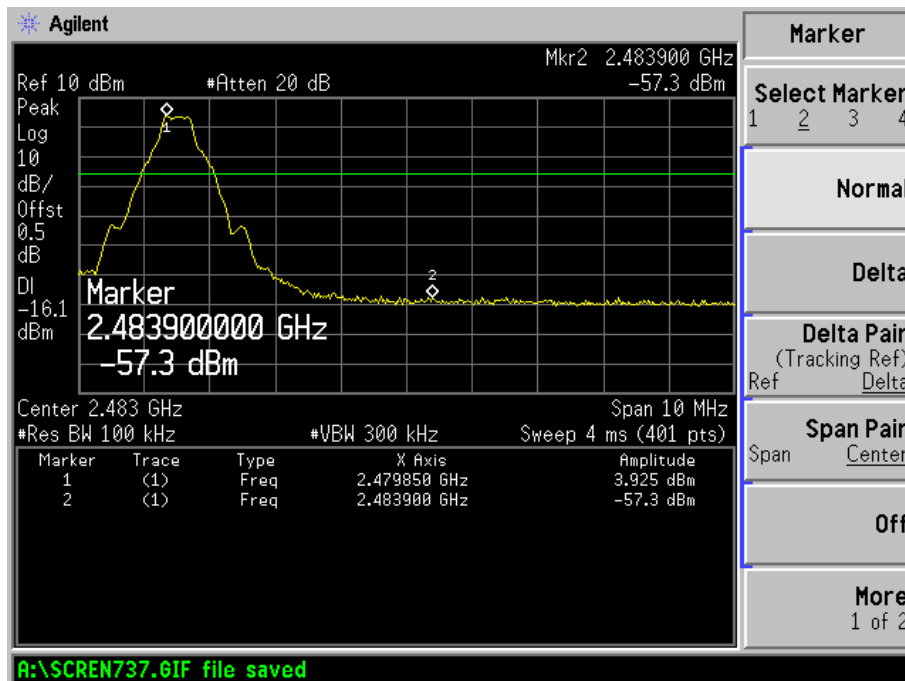 Agilent
Mkr2 2.483900 GHz
Ref 10 dBm #Atten 20 dB -57.3 dBm
Peak
Log
10
dB/
Offst
0.5
dB
DI
-16.1
dBm
1
2
Marker
2.483900000 GHz
-57.3 dBm
Center 2.483 GHz Span 10 MHz
#Res BW 100 kHz #VBW 300 kHz Sweep 4 ms (401 pts)
Marker Trace Type X Axis Amplitude
1 (1) Freq 2.479850 GHz 3.925 dBm
2 (1) Freq 2.483900 GHz -57.3 dBm
A:\SCREN737.GIF file saved
Marker
Select Marker
1 2 3 4
Normal
Delta
Delta Pair
(Tracking Ref)
Ref Delta
Span Pair
Span Center
Off
More
1 of 2